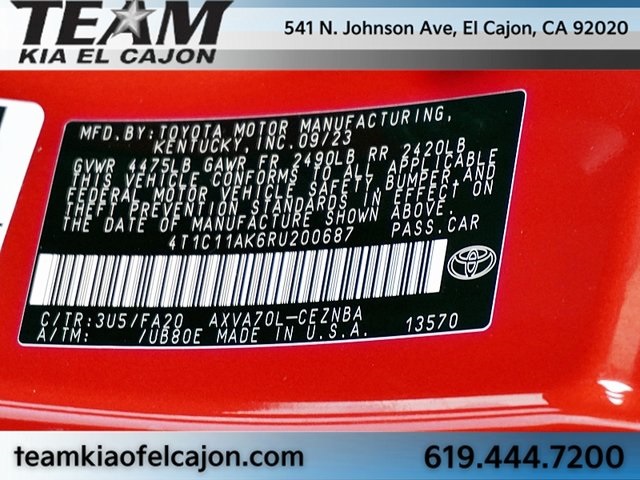 TEAM
KIA EL CAJON
541 N. Johnson Ave, El Cajon, CA 92020
MFD.BY:TOYOTA MOTOR MANUFACTURING,
KENTUCKY, INC.09/23
GVWR 4475LB GAWR FR 2490LB RR 2420LB
THIS VEHICLE CONFORMS TO ALL APPLICABLE
FEDERAL MOTOR VEHICLE SAFETY, BUMPER AND
THEFT PREVENTION STANDARDS IN EFFECT ON
THE DATE OF MANUFACTURE SHOWN ABOVE.
4T1C11AK6RU200687 PASS.CAR
C/TR:3U5/FA20 AXVA70L-CEZNBA
A/TM: /UB80E MADE IN U.S.A. 13570
teamkiaofelcajon.com 619.444.7200